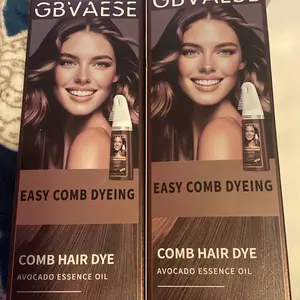 GBVAESE
EASY COMB DYEING
COMB HAIR DYE
AVOCADO ESSENCE OIL
GBVAESE
EASY COMB DYEING
COMB HAIR DYE
AVOCADO ESSENCE OIL